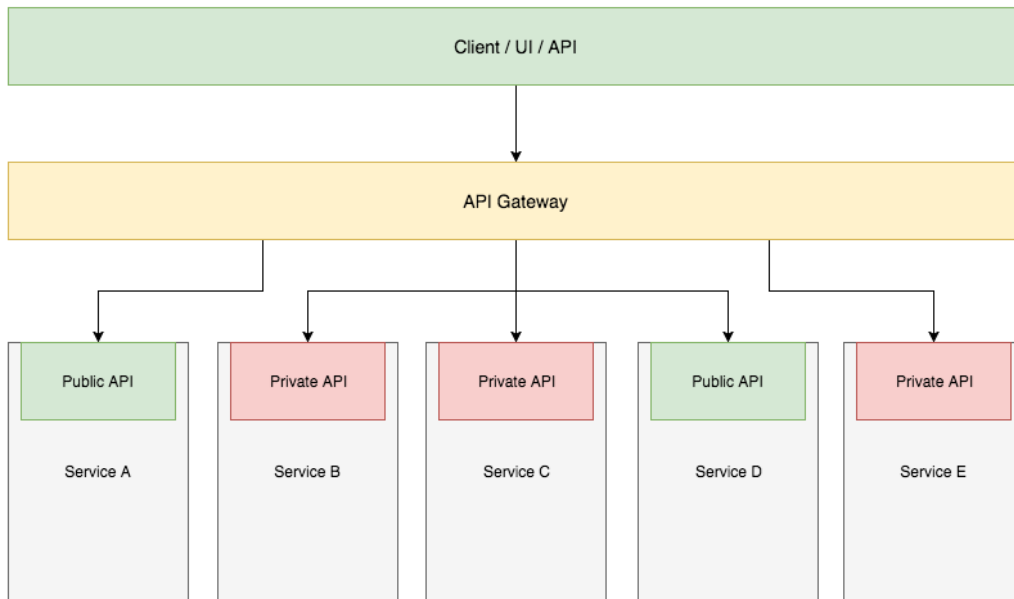 Client / UI / API
API Gateway
Public API
Private API
Private API
Public API
Private API
Service A
Service B
Service C
Service D
Service E